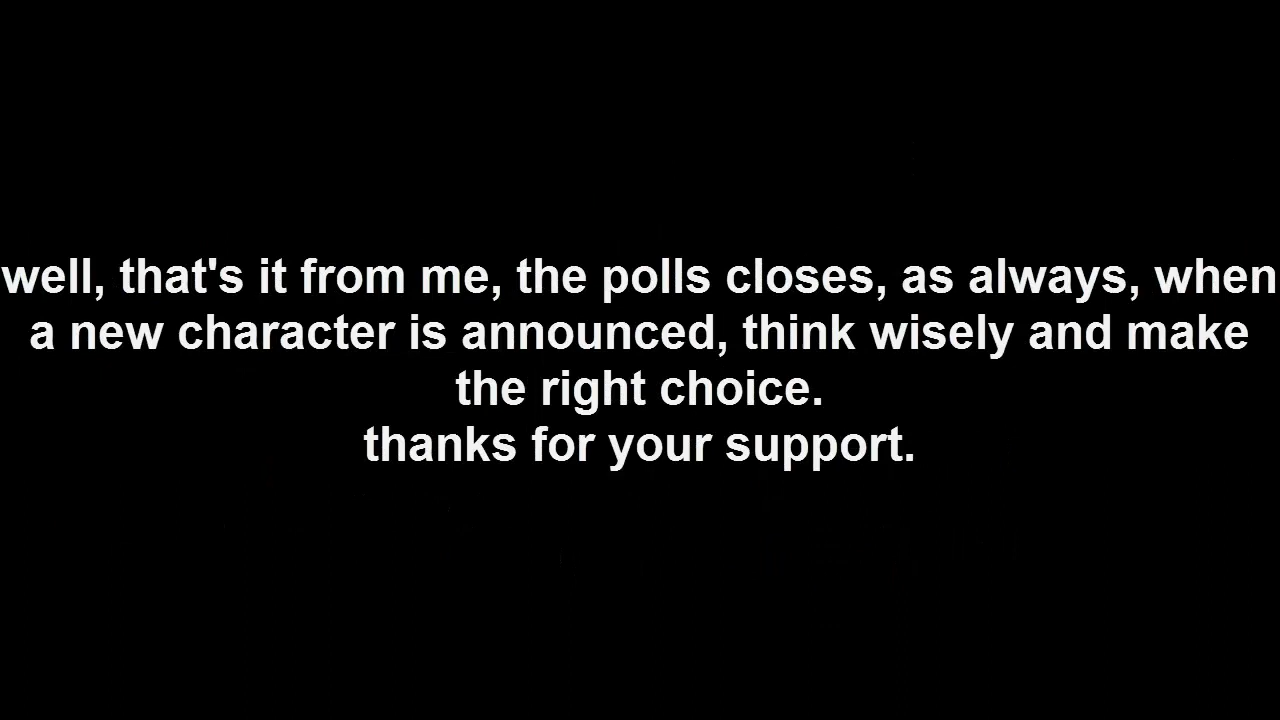 well, that's it from me, the polls closes, as always, when
a new character is announced, think wisely and make
the right choice.
thanks for your support.